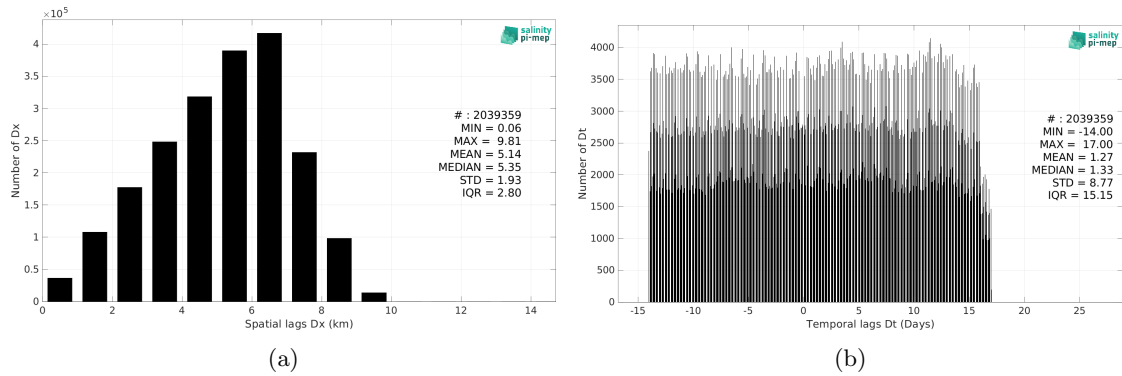 ×10⁵
4
3.5
3
2.5
2
1.5
1
0.5
0
Number of Dx
salinity
pi-mep
# : 2039359
MIN = 0.06
MAX = 9.81
MEAN = 5.14
MEDIAN = 5.35
STD = 1.93
IQR = 2.80
0 2 4 6 8 10 12 14
Spatial lags Dx (km)
(a)
4000
3500
3000
2500
2000
1500
1000
500
0
Number of Dt
salinity
pi-mep
# : 2039359
MIN = -14.00
MAX = 17.00
MEAN = 1.27
MEDIAN = 1.33
STD = 8.77
IQR = 15.15
-15 -10 -5 0 5 10 15 20 25
Temporal lags Dt (Days)
(b)